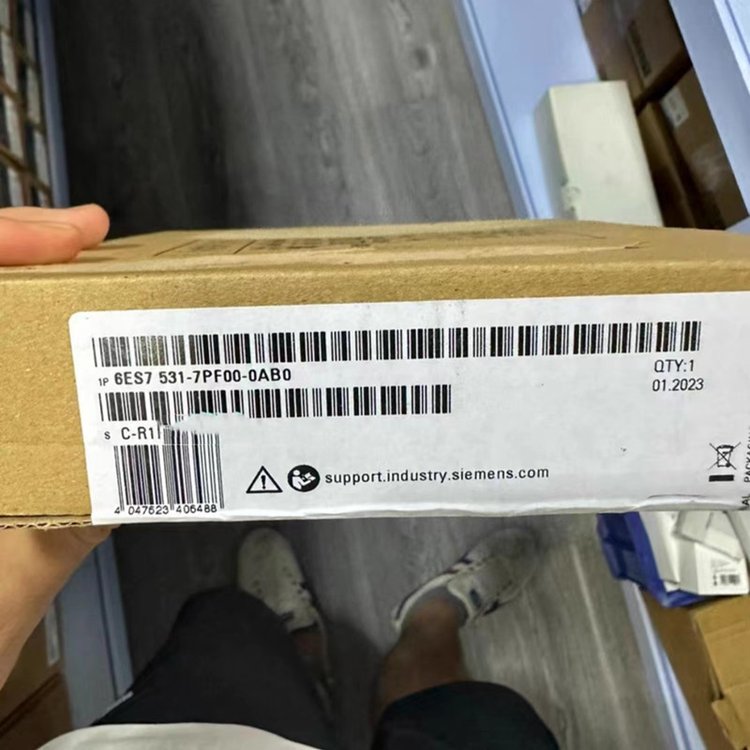 1P 6ES7 531-7PF00-0AB0
QTY:1
01.2023
S C-R1
support.industry.siemens.com
4 047623 406488